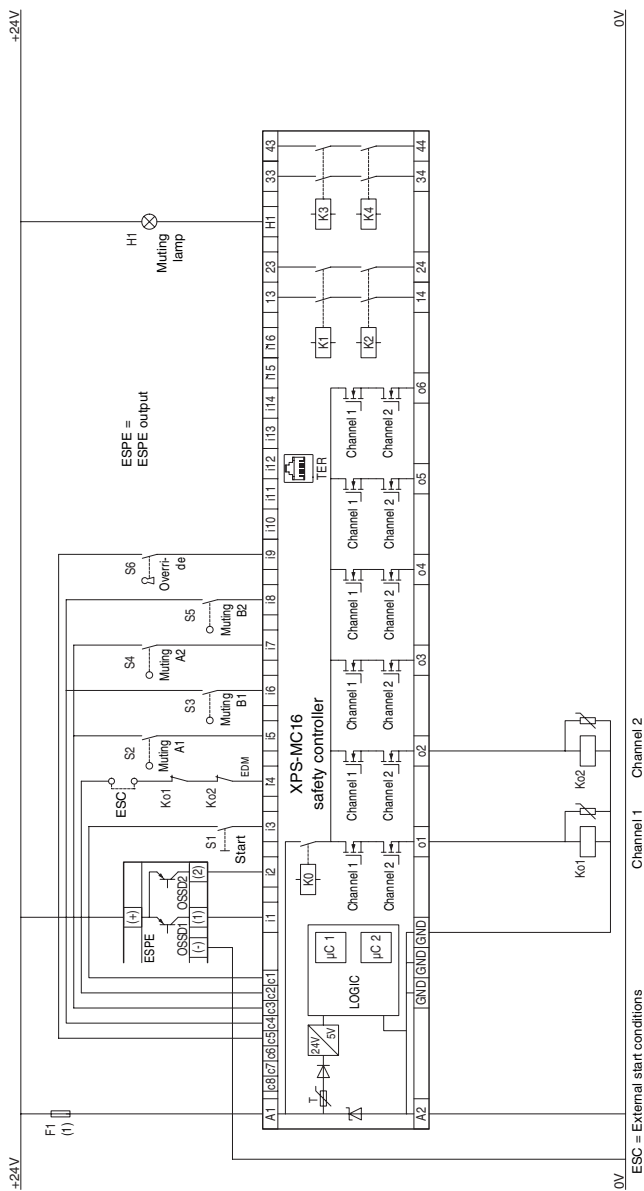 +24V
+24V
F1
(1)
ESPE =
ESPE output
H1
Muting
lamp
(+)
ESPE
OSSD1
OSSD2
(-)
(1)
(2)
S1
Start
ESC
Ko1
Ko2
EDM
S2
Muting
A1
S3
Muting
B1
S4
Muting
A2
S5
Muting
B2
S6
Overri-
de
A1 c8 c7 c6 c5 c4 c3 c2 c1 i1 i2 i3 I4 i5 i6 i7 i8 i9 i10 i11 i12 i13 i14 i15 i16 13 23 H1 33 43
XPS-MC16
safety controller
TER
T
24V
5V
LOGIC
µC 1
µC 2
K0
K1
K2
K3
K4
Channel 1
Channel 1
Channel 1
Channel 1
Channel 1
Channel 1
Channel 2
Channel 2
Channel 2
Channel 2
Channel 2
Channel 2
A2 GND GND GND o1 o2 o3 o4 o5 o6 14 24 34 44
Ko1
Ko2
0V
0V
ESC = External start conditions
Channel 1
Channel 2